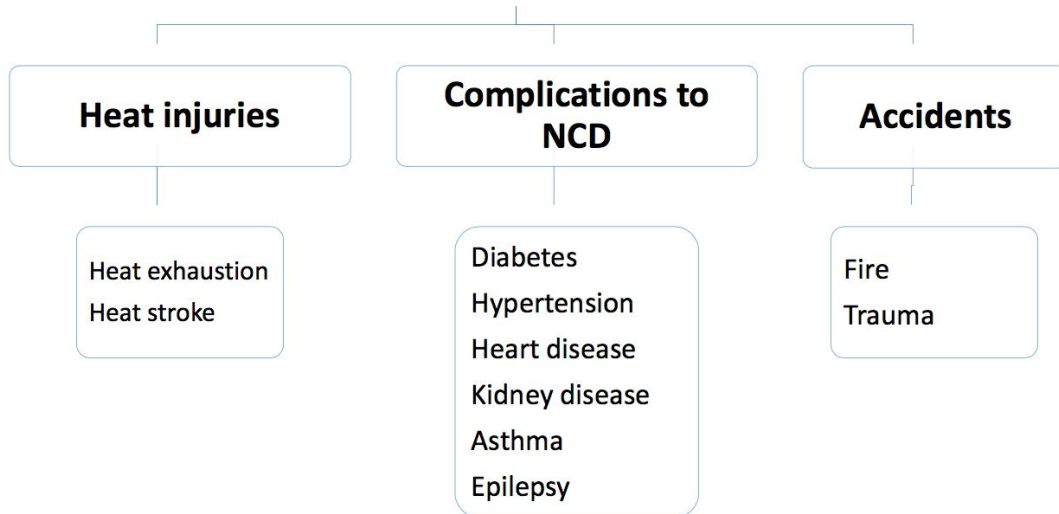 Heat injuries
Heat exhaustion
Heat stroke
Complications to
NCD
Diabetes
Hypertension
Heart disease
Kidney disease
Asthma
Epilepsy
Accidents
Fire
Trauma